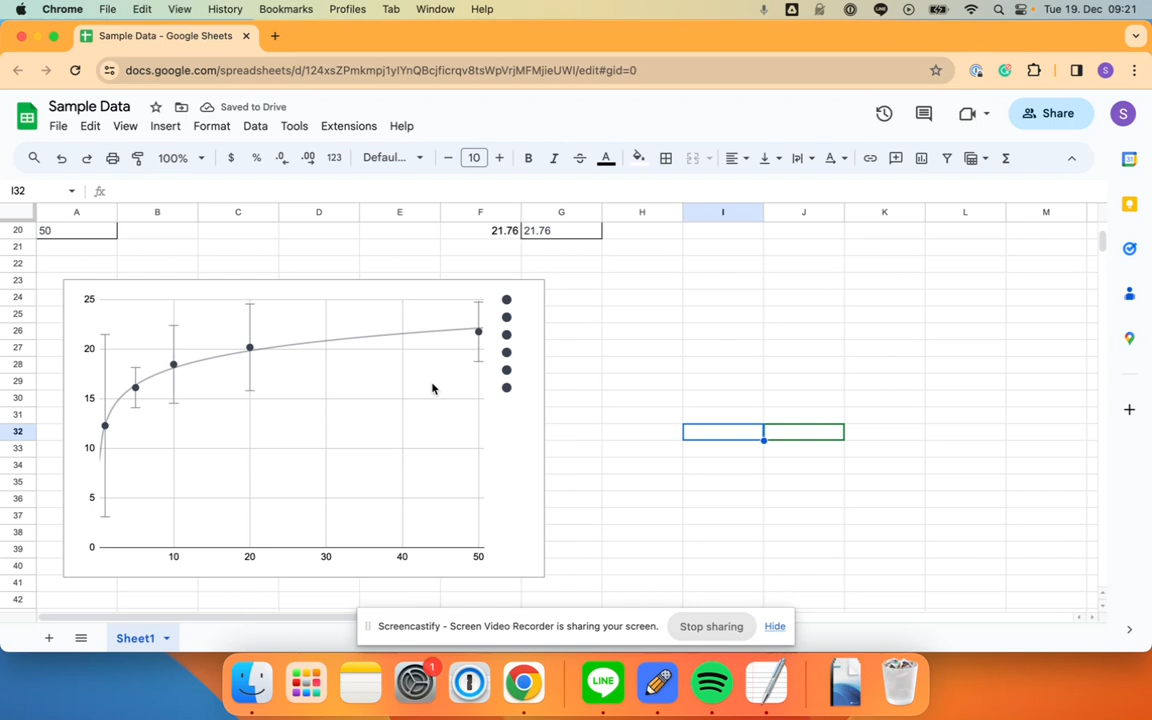 Chrome File Edit View History Bookmarks Profiles Tab Window Help Tue 19. Dec 09:21
Sample Data - Google Sheets
docs.google.com/spreadsheets/d/124xsZPmkmpj1yIYnQBcjficrqv8tsWpVrjMFMjieUWI/edit#gid=0 S
Sample Data Saved to Drive
File Edit View Insert Format Data Tools Extensions Help Share S
100% $ % .0 .00 123 Defaul... 10 B I A
I32 fx
A B C D E F G H I J K L M
20 50 21.76 21.76
21
22
23
24
25
26
27
28
29
30
31
32
33
34
35
36
37
38
39
40
41
42
25
20
15
10
5
0
10 20 30 40 50
Screencastify - Screen Video Recorder is sharing your screen. Stop sharing Hide
Sheet1
1
LINE